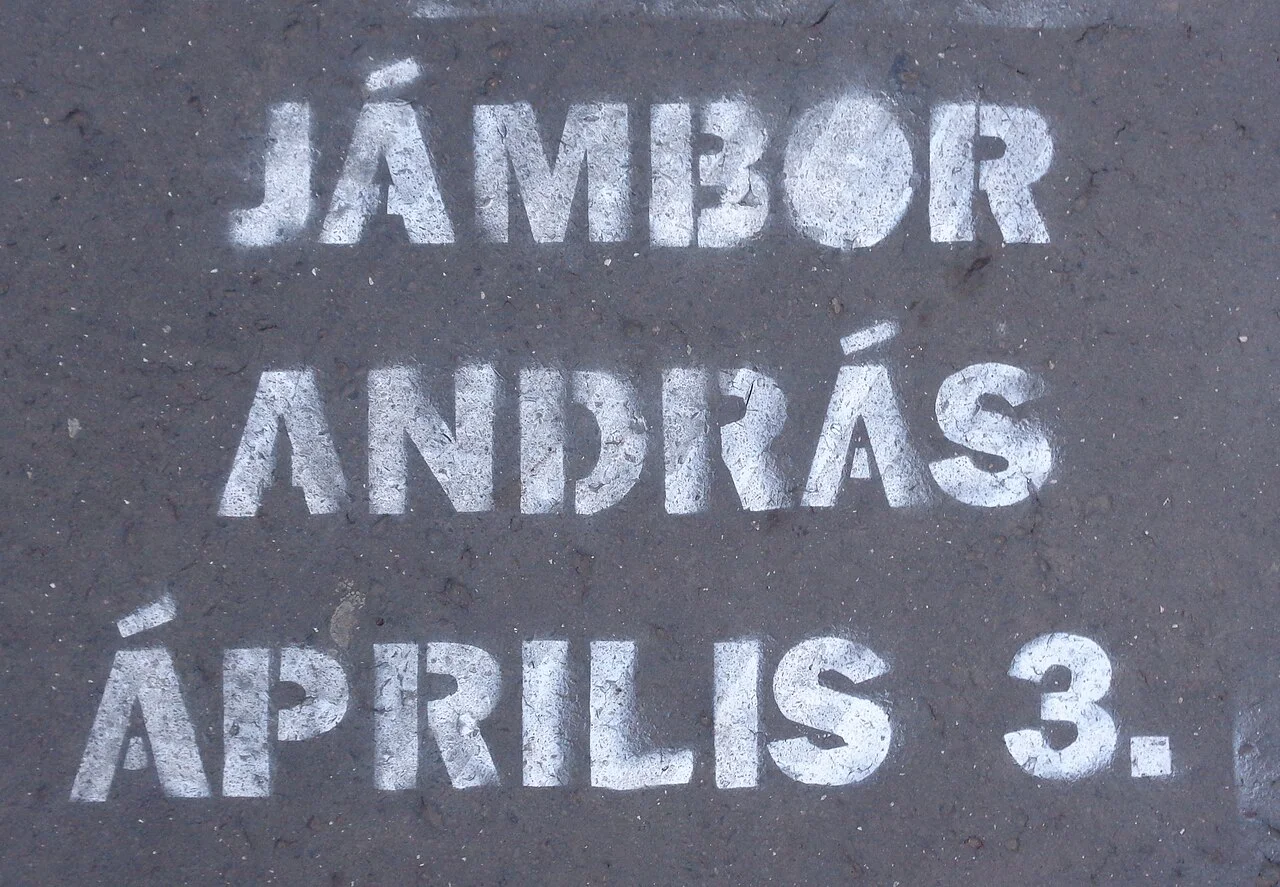 JÁMBOR
ANDRÁS
ÁPRILIS 3.